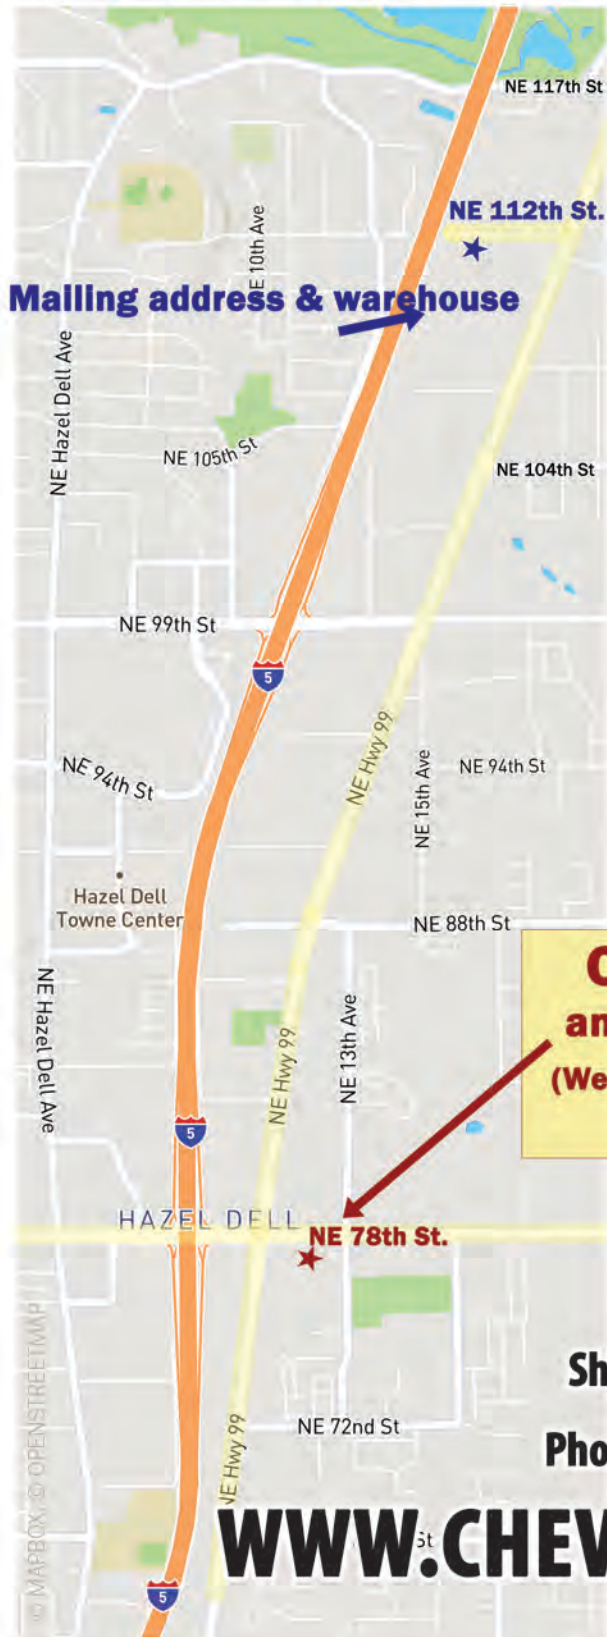 NE 117th St
NE 112th St.
NE 10th Ave
Mailing address & warehouse
NE Hazel Dell Ave
NE 105th St
NE 104th St
NE 99th St
5
NE Hwy 99
NE 94th St
NE 15th Ave
NE 94th St
Hazel Dell
Towne Center
NE 88th St
NE Hazel Dell Ave
NE Hwy 99
NE 13th Ave
(We
5
HAZEL DELL
NE 78th St.
© MAPBOX, © OPENSTREETMAP
NE 72nd St
NE Hwy 99
St
WWW.CHEV
5